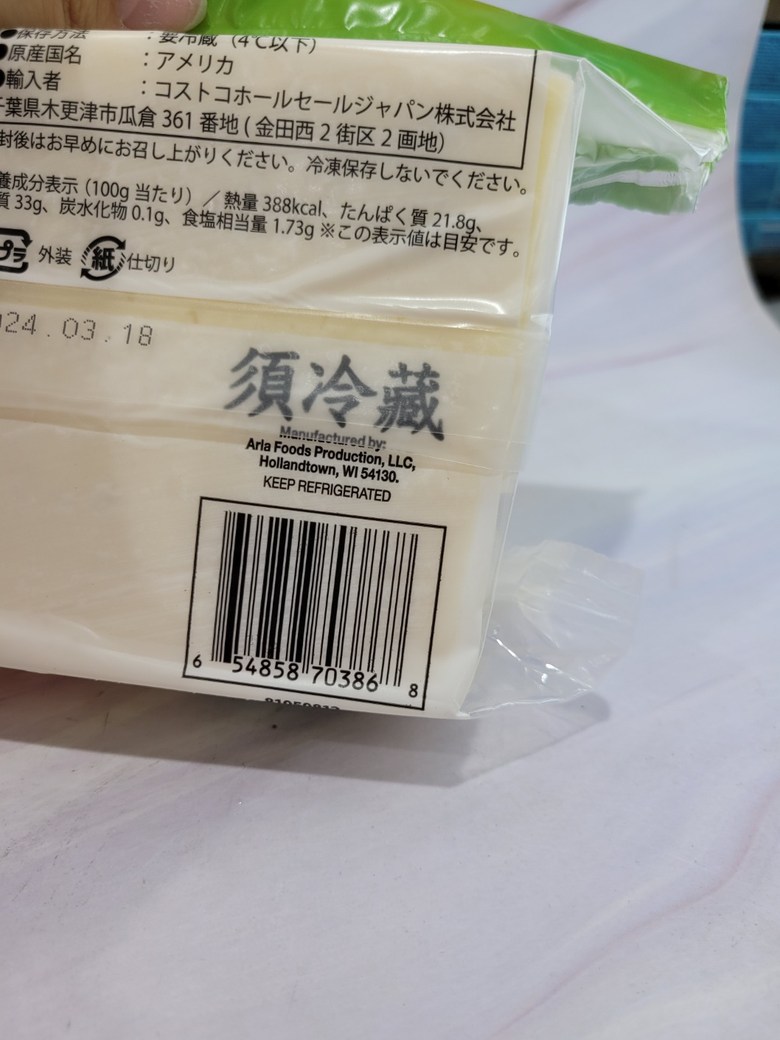 保存方法 : 要冷蔵 (4℃以下)
●原産国名 : アメリカ
●輸入者 : コストコホールセールジャパン株式会社
千葉県木更津市瓜倉 361 番地 ( 金田西 2 街区 2 画地)
封後はお早めにお召し上がりください。冷凍保存しないでください。
養成分表示 (100g 当たり) / 熱量 388kcal、たんぱく質 21.8g、
質 33g、炭水化物 0.1g、食塩相当量 1.73g ※この表示値は目安です。
プラ 外装 紙 仕切り
024.03.18
須冷蔵
Manufactured by:
Arla Foods Production, LLC,
Hollandtown, WI 54130.
KEEP REFRIGERATED
6 54858 70386 8